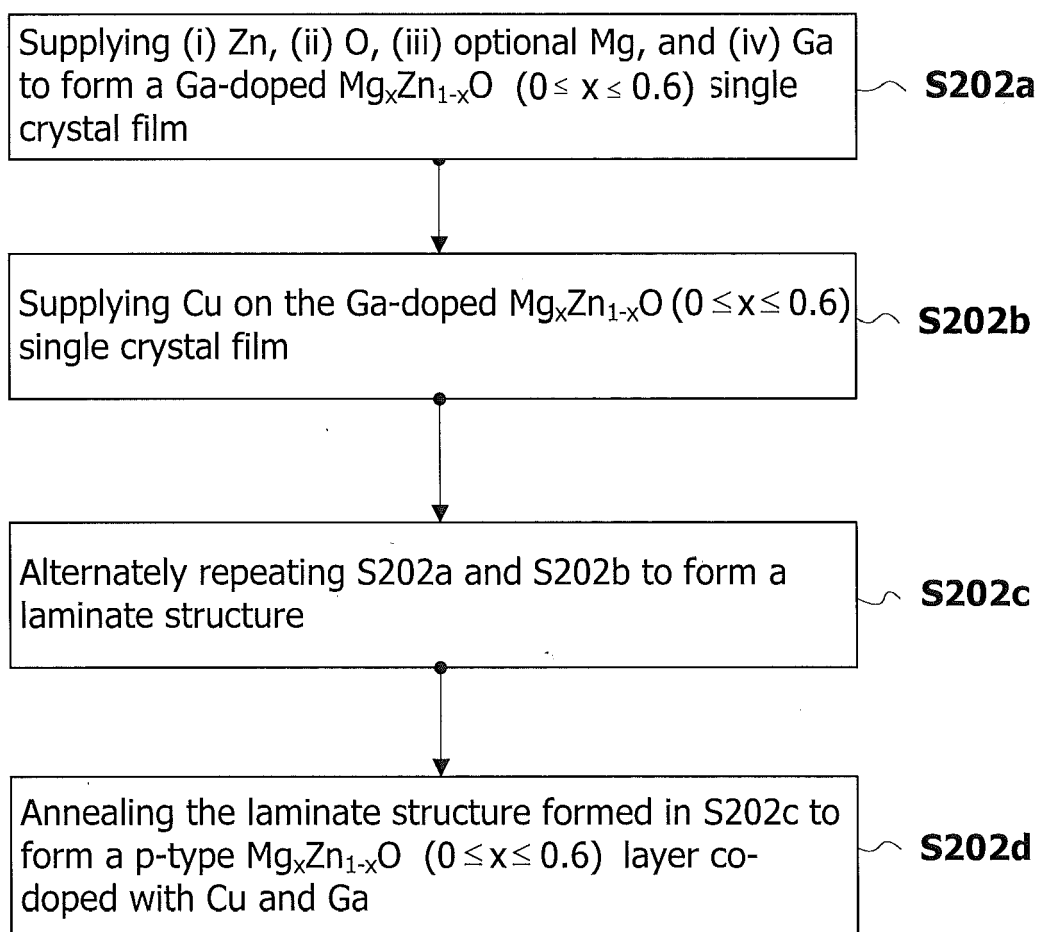 Supplying (i) Zn, (ii) O, (iii) optional Mg, and (iv) Ga
to form a Ga-doped MgₓZn₁₋ₓO (0 ≤ x ≤ 0.6) single
crystal film
S202a
Supplying Cu on the Ga-doped MgₓZn₁₋ₓO (0 ≤ x ≤ 0.6)
single crystal film
S202b
Alternately repeating S202a and S202b to form a
laminate structure
S202c
Annealing the laminate structure formed in S202c to
form a p-type MgₓZn₁₋ₓO (0 ≤ x ≤ 0.6) layer co-
doped with Cu and Ga
S202d